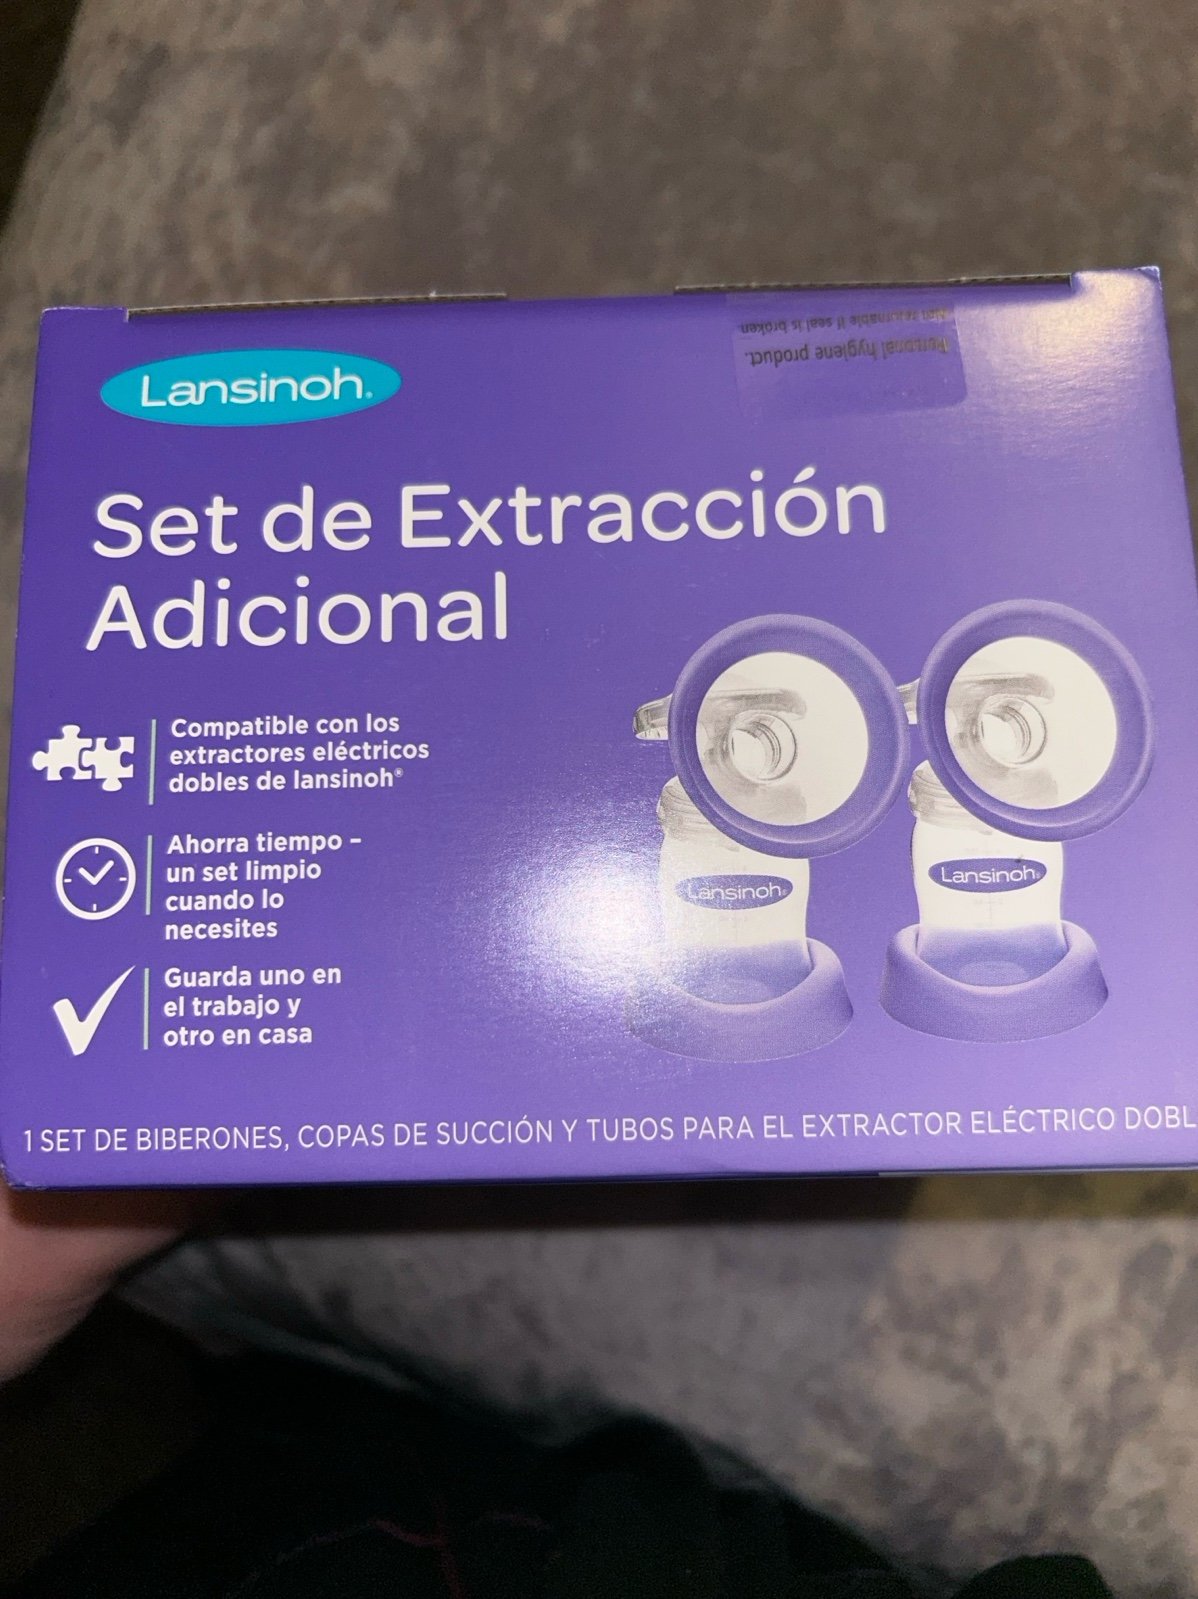 Lansinoh®
Personal hygiene product.
Not returnable if seal is broken
Set de Extracción
Adicional
Compatible con los
extractores eléctricos
dobles de lansinoh®
Ahorra tiempo –
un set limpio
cuando lo
necesites
Guarda uno en
el trabajo y
otro en casa
Lansinoh®
Lansinoh®
1 SET DE BIBERONES, COPAS DE SUCCIÓN Y TUBOS PARA EL EXTRACTOR ELÉCTRICO DOBL